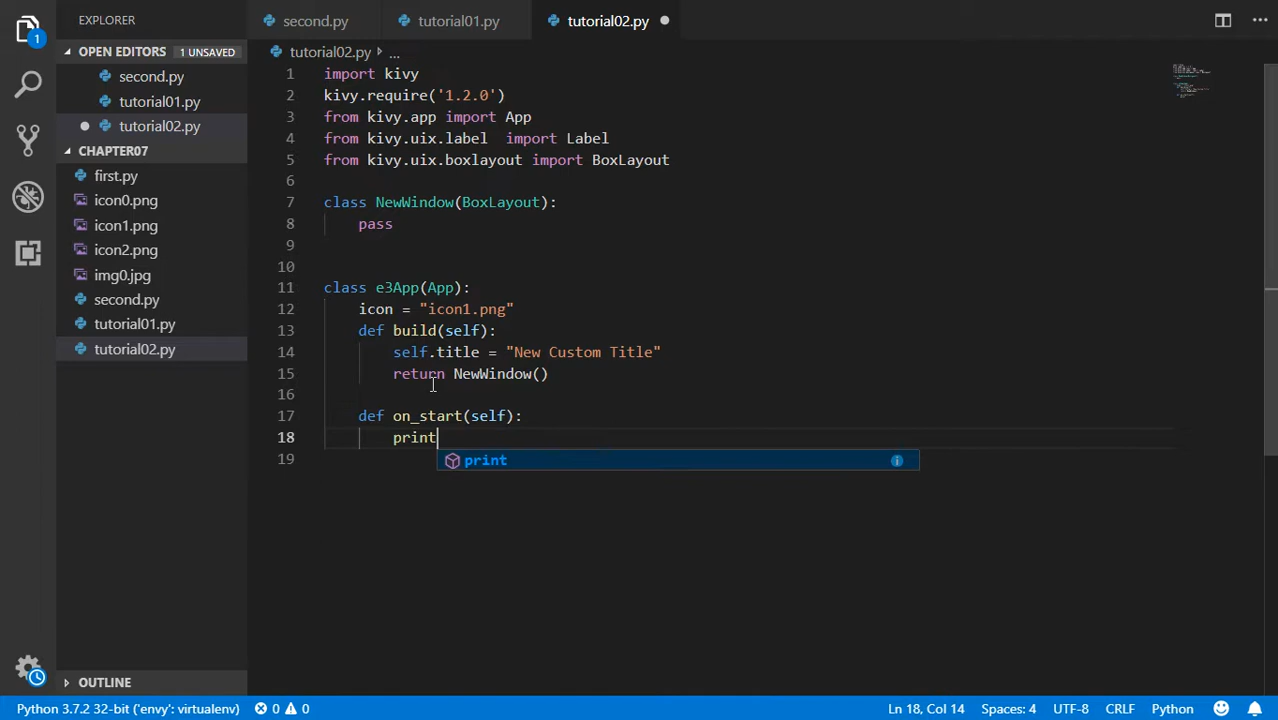 EXPLORER
second.py
tutorial01.py
tutorial02.py
OPEN EDITORS 1 UNSAVED
second.py
tutorial01.py
tutorial02.py
CHAPTER07
first.py
icon0.png
icon1.png
icon2.png
img0.jpg
second.py
tutorial01.py
tutorial02.py
OUTLINE
1
tutorial02.py ...
1 import kivy
2 kivy.require('1.2.0')
3 from kivy.app import App
4 from kivy.uix.label  import Label
5 from kivy.uix.boxlayout import BoxLayout
6
7 class NewWindow(BoxLayout):
8     pass
9
10
11 class e3App(App):
12     icon = "icon1.png"
13     def build(self):
14         self.title = "New Custom Title"
15         return NewWindow()
16
17     def on_start(self):
18         print
print
19
Python 3.7.2 32-bit ('envy': virtualenv) 0 0 Ln 18, Col 14 Spaces: 4 UTF-8 CRLF Python